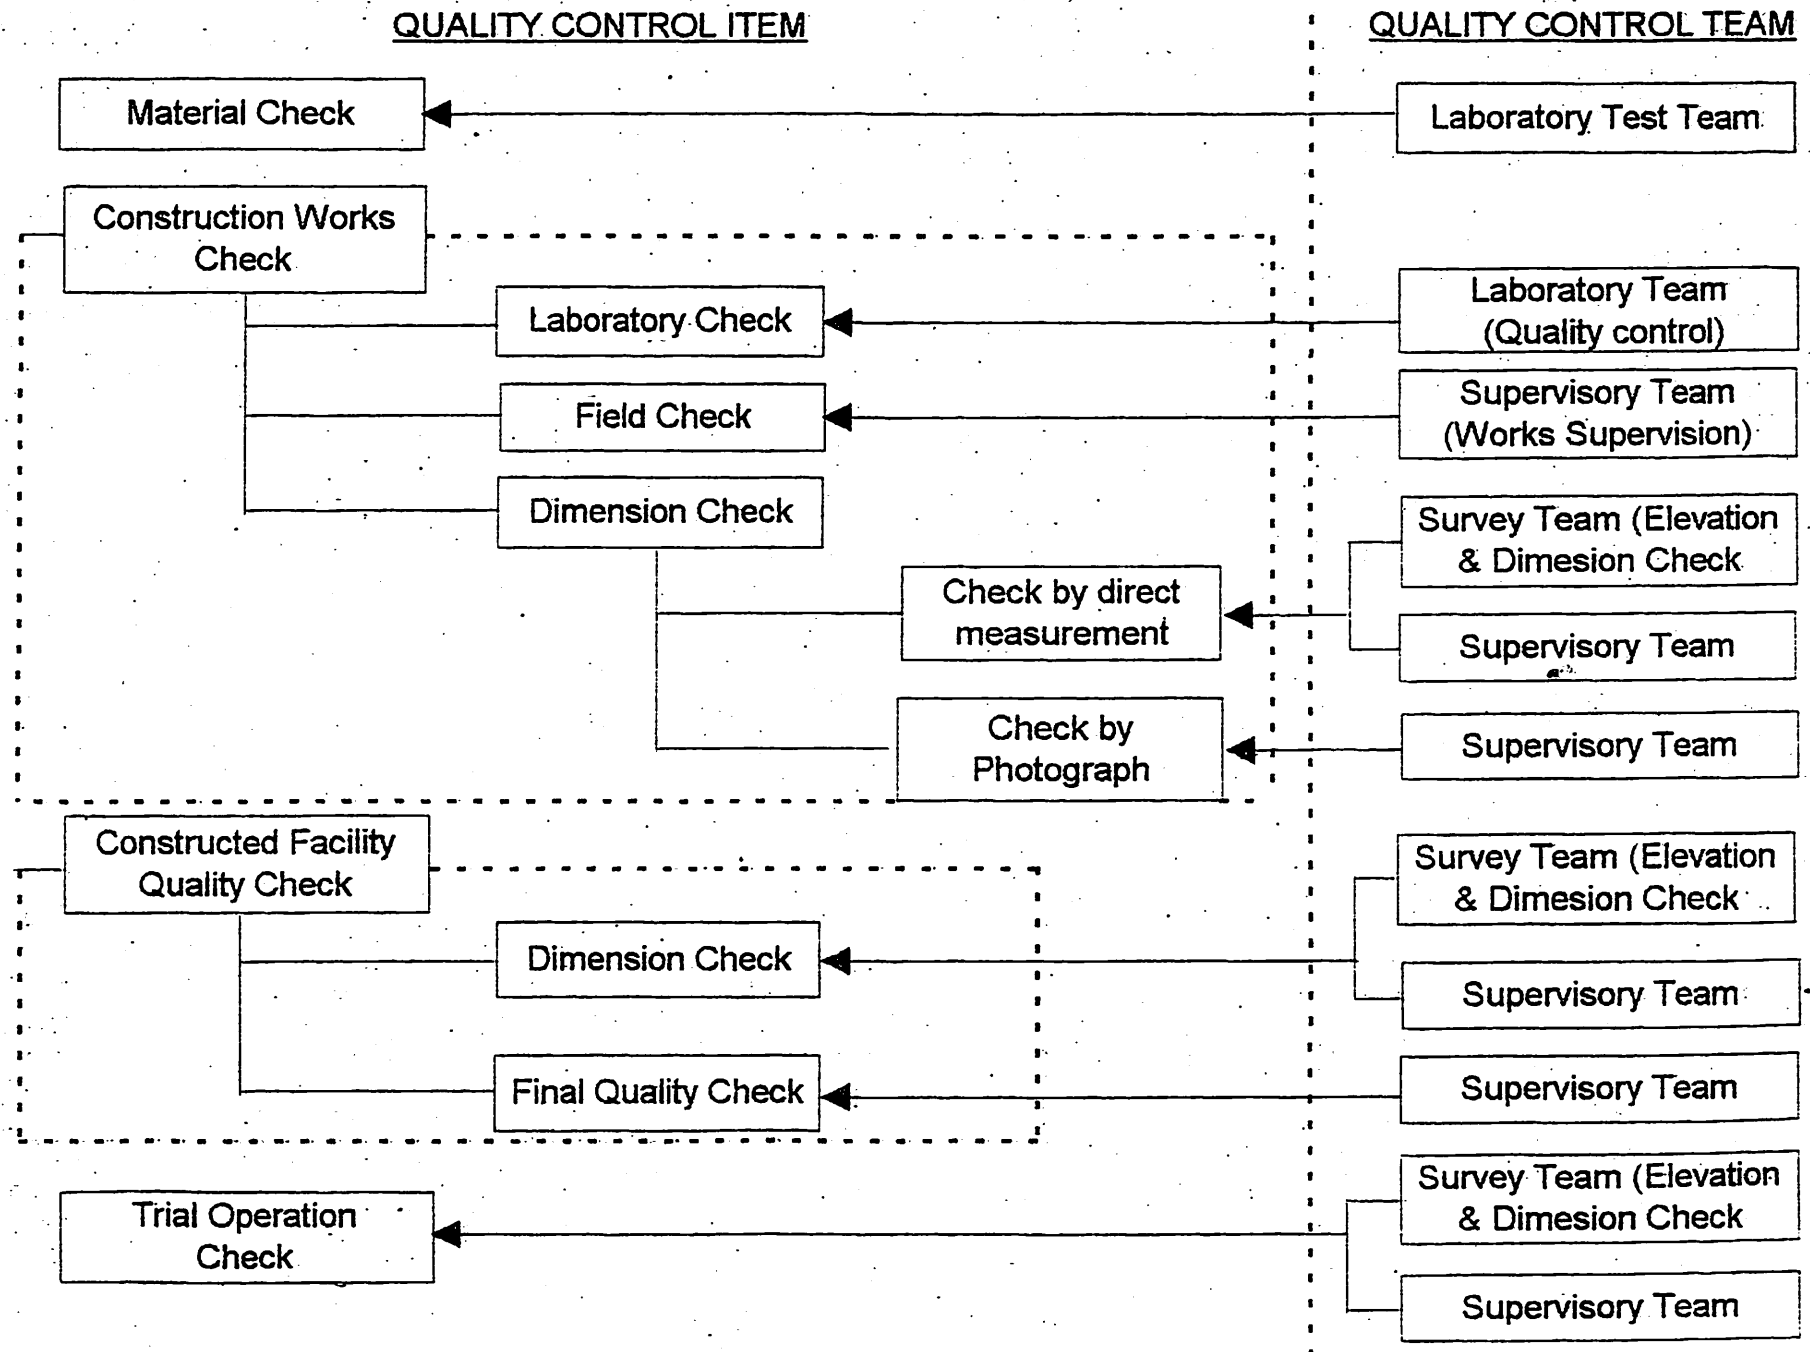 QUALITY CONTROL ITEM
QUALITY CONTROL TEAM
Material Check
Laboratory Test Team
Construction Works
Check
Laboratory Check
Laboratory Team
(Quality control)
Field Check
Supervisory Team
(Works Supervision)
Dimension Check
Survey Team (Elevation
& Dimesion Check
Check by direct
measurement
Supervisory Team
Check by
Photograph
Supervisory Team
Constructed Facility
Quality Check
Survey Team (Elevation
& Dimesion Check
Dimension Check
Supervisory Team
Final Quality Check
Supervisory Team
Trial Operation
Check
Survey Team (Elevation
& Dimesion Check
Supervisory Team